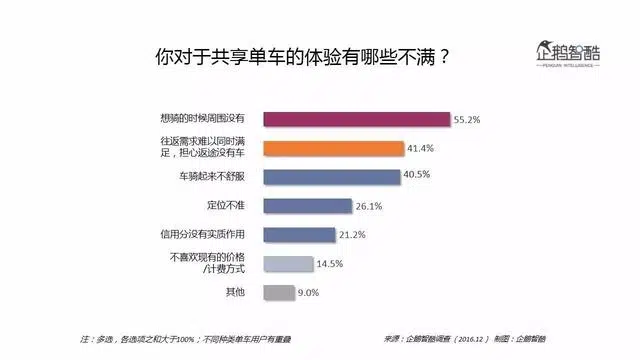 你对于共享单车的体验有哪些不满？
企鹅智酷
PENGUIN INTELLIGENCE
想骑的时候周围没有
55.2%
往返需求难以同时满
足，担心返途没有车
41.4%
车骑起来不舒服
40.5%
定位不准
26.1%
信用分没有实质作用
21.2%
不喜欢现有的价格
/计费方式
14.5%
其他
9.0%
注：多选，各选项之和大于100%；不同种类单车用户有重叠
来源：企鹅智酷调查（2016.12） 制图：企鹅智酷